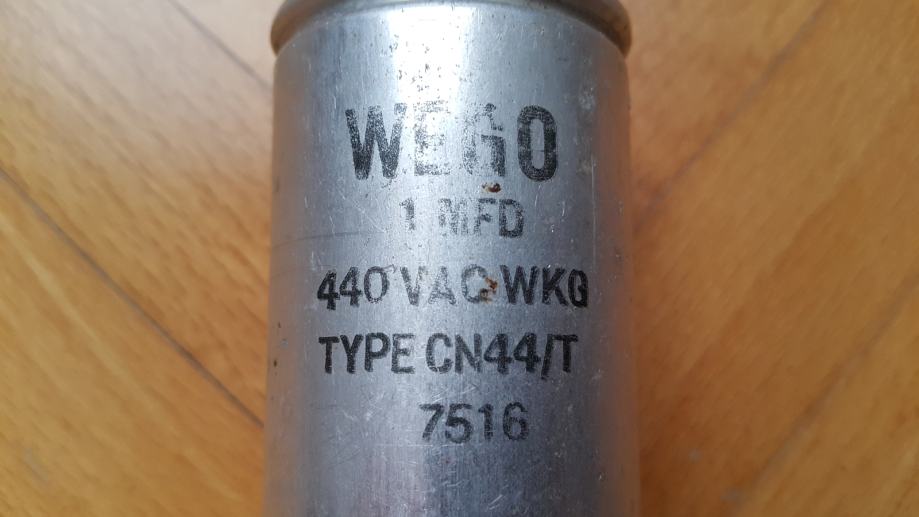 WEGO
1 MFD
440 VAC WKG
TYPE CN44/T
7516